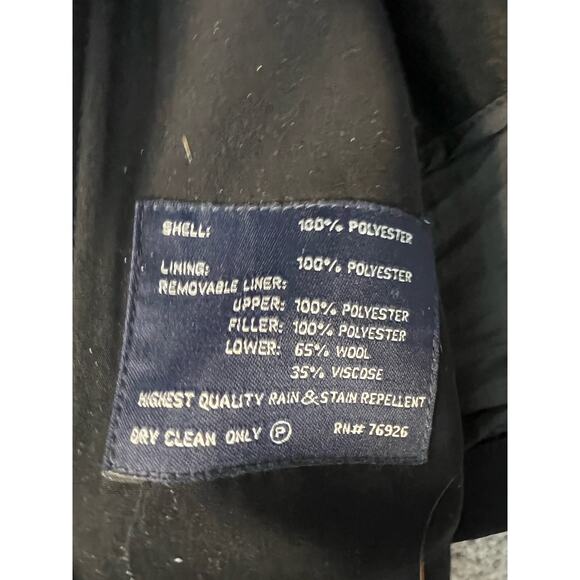 SHELL: 100% POLYESTER
LINING: 100% POLYESTER
REMOVABLE LINER:
UPPER: 100% POLYESTER
FILLER: 100% POLYESTER
LOWER: 65% WOOL
35% VISCOSE
HIGHEST QUALITY RAIN & STAIN REPELLENT
DRY CLEAN ONLY Ⓟ RN# 76926